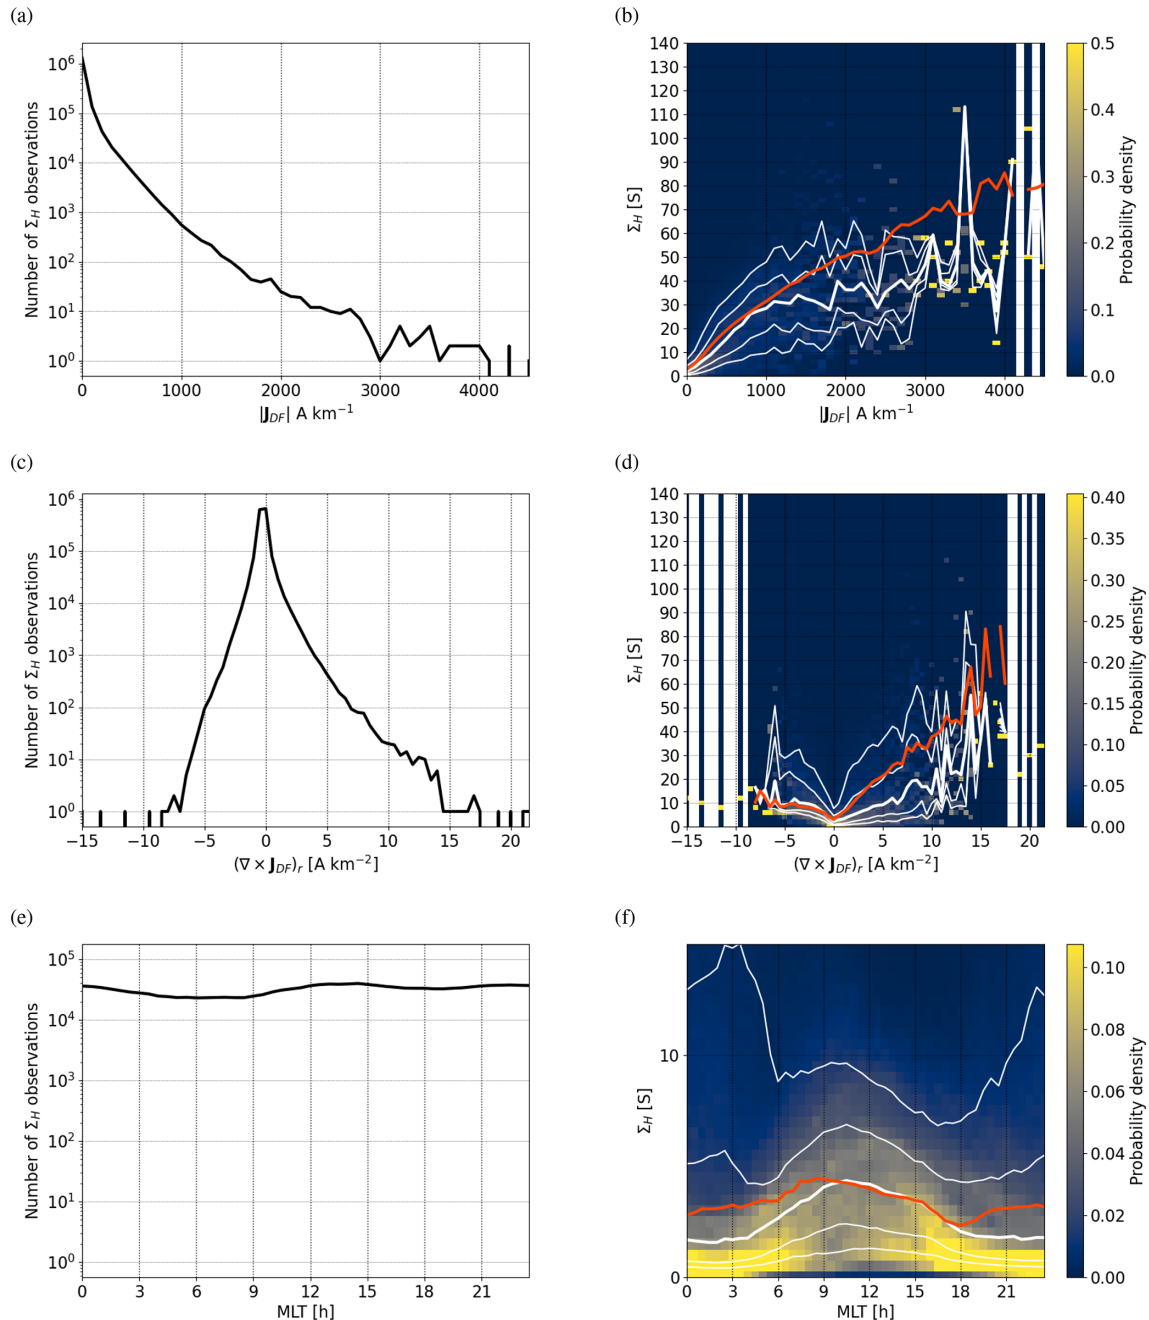 (a)
(b)
Number of Σ_H observations
10^6
10^5
10^4
10^3
10^2
10^1
10^0
0 1000 2000 3000 4000
|J_DF| A km^−1
Σ_H [S]
140
130
120
110
100
90
80
70
60
50
40
30
20
10
0
0 1000 2000 3000 4000
|J_DF| A km^−1
0.5
0.4
0.3
0.2
0.1
0.0
Probability density
(c)
(d)
Number of Σ_H observations
10^6
10^5
10^4
10^3
10^2
10^1
10^0
−15 −10 −5 0 5 10 15 20
(∇ × J_DF)_r [A km^−2]
Σ_H [S]
140
130
120
110
100
90
80
70
60
50
40
30
20
10
0
−15 −10 −5 0 5 10 15 20
(∇ × J_DF)_r [A km^−2]
0.40
0.35
0.30
0.25
0.20
0.15
0.10
0.05
0.00
Probability density
(e)
(f)
Number of Σ_H observations
10^5
10^4
10^3
10^2
10^1
10^0
0 3 6 9 12 15 18 21
MLT [h]
Σ_H [S]
10
0
0 3 6 9 12 15 18 21
MLT [h]
0.10
0.08
0.06
0.04
0.02
0.00
Probability density